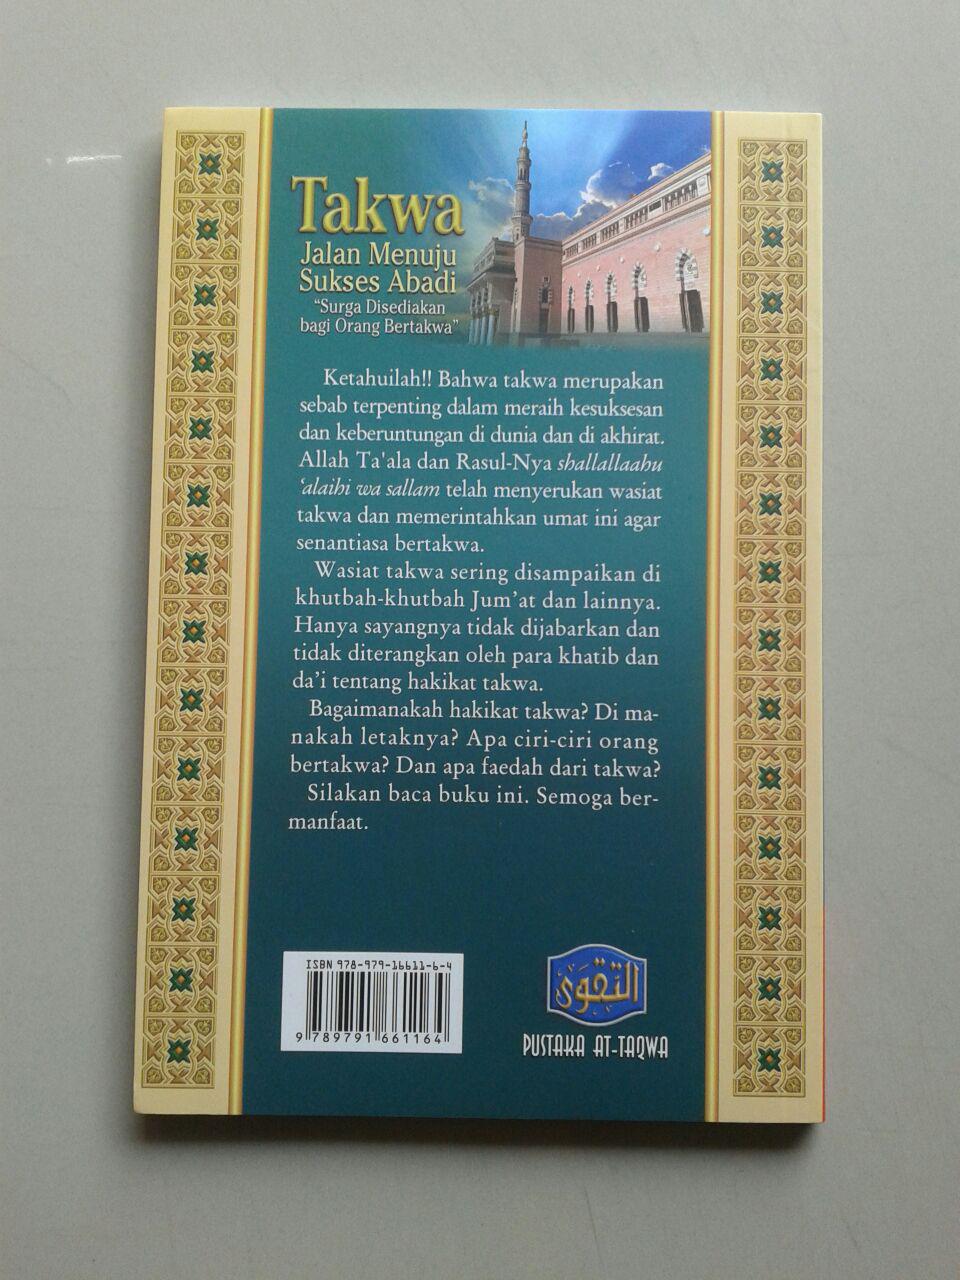 Takwa
Jalan Menuju
Sukses Abadi
“Surga Disediakan
bagi Orang Bertakwa”
Ketahuilah!! Bahwa takwa merupakan
sebab terpenting dalam meraih kesuksesan
dan keberuntungan di dunia dan di akhirat.
Allah Ta'ala dan Rasul-Nya shallallaahu
‘alaihi wa sallam telah menyerukan wasiat
takwa dan memerintahkan umat ini agar
senantiasa bertakwa.
Wasiat takwa sering disampaikan di
khutbah-khutbah Jum’at dan lainnya.
Hanya sayangnya tidak dijabarkan dan
tidak diterangkan oleh para khatib dan
da’i tentang hakikat takwa.
Bagaimanakah hakikat takwa? Di ma-
nakah letaknya? Apa ciri-ciri orang
bertakwa? Dan apa faedah dari takwa?
Silakan baca buku ini. Semoga ber-
manfaat.
ISBN 978-979-16611-6-4
9 789791 661164
التقوى
PUSTAKA AT-TAQWA